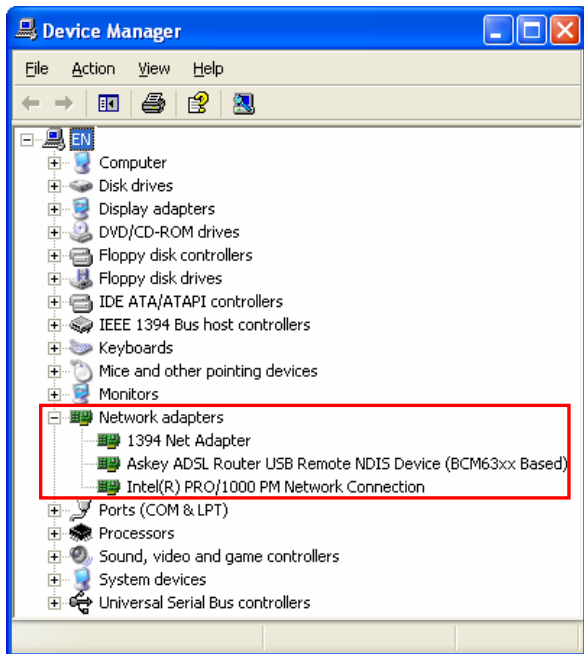 Device Manager
File Action View Help
EN
Computer
Disk drives
Display adapters
DVD/CD-ROM drives
Floppy disk controllers
Floppy disk drives
IDE ATA/ATAPI controllers
IEEE 1394 Bus host controllers
Keyboards
Mice and other pointing devices
Monitors
Network adapters
1394 Net Adapter
Askey ADSL Router USB Remote NDIS Device (BCM63xx Based)
Intel(R) PRO/1000 PM Network Connection
Ports (COM & LPT)
Processors
Sound, video and game controllers
System devices
Universal Serial Bus controllers